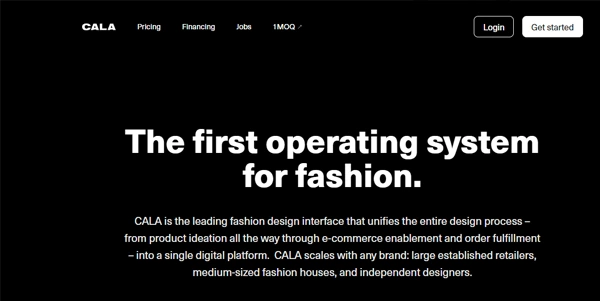 CALA Pricing Financing Jobs 1MOQ ↗ Login Get started
The first operating system
for fashion.
CALA is the leading fashion design interface that unifies the entire design process –
from product ideation all the way through e-commerce enablement and order fulfillment
– into a single digital platform. CALA scales with any brand: large established retailers,
medium-sized fashion houses, and independent designers.